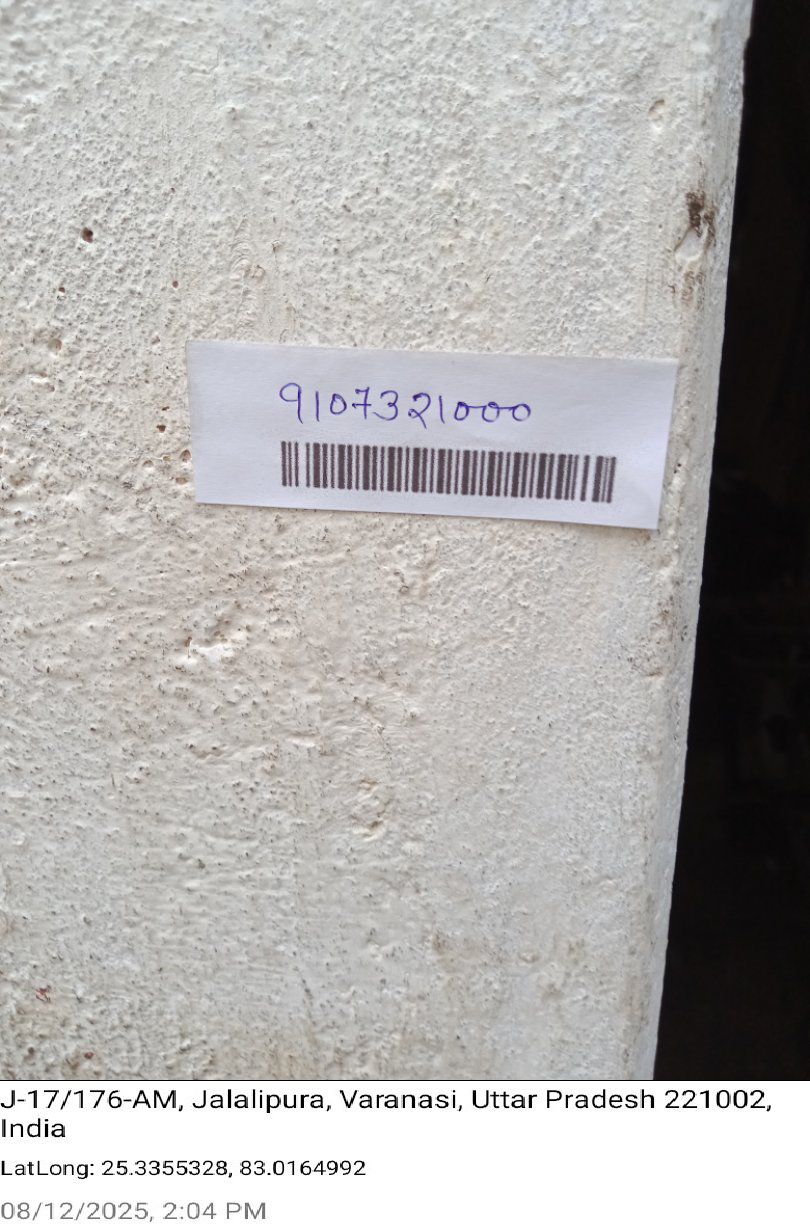 9107321000
J-17/176-AM, Jalalipura, Varanasi, Uttar Pradesh 221002,
India
LatLong: 25.3355328, 83.0164992
08/12/2025, 2:04 PM